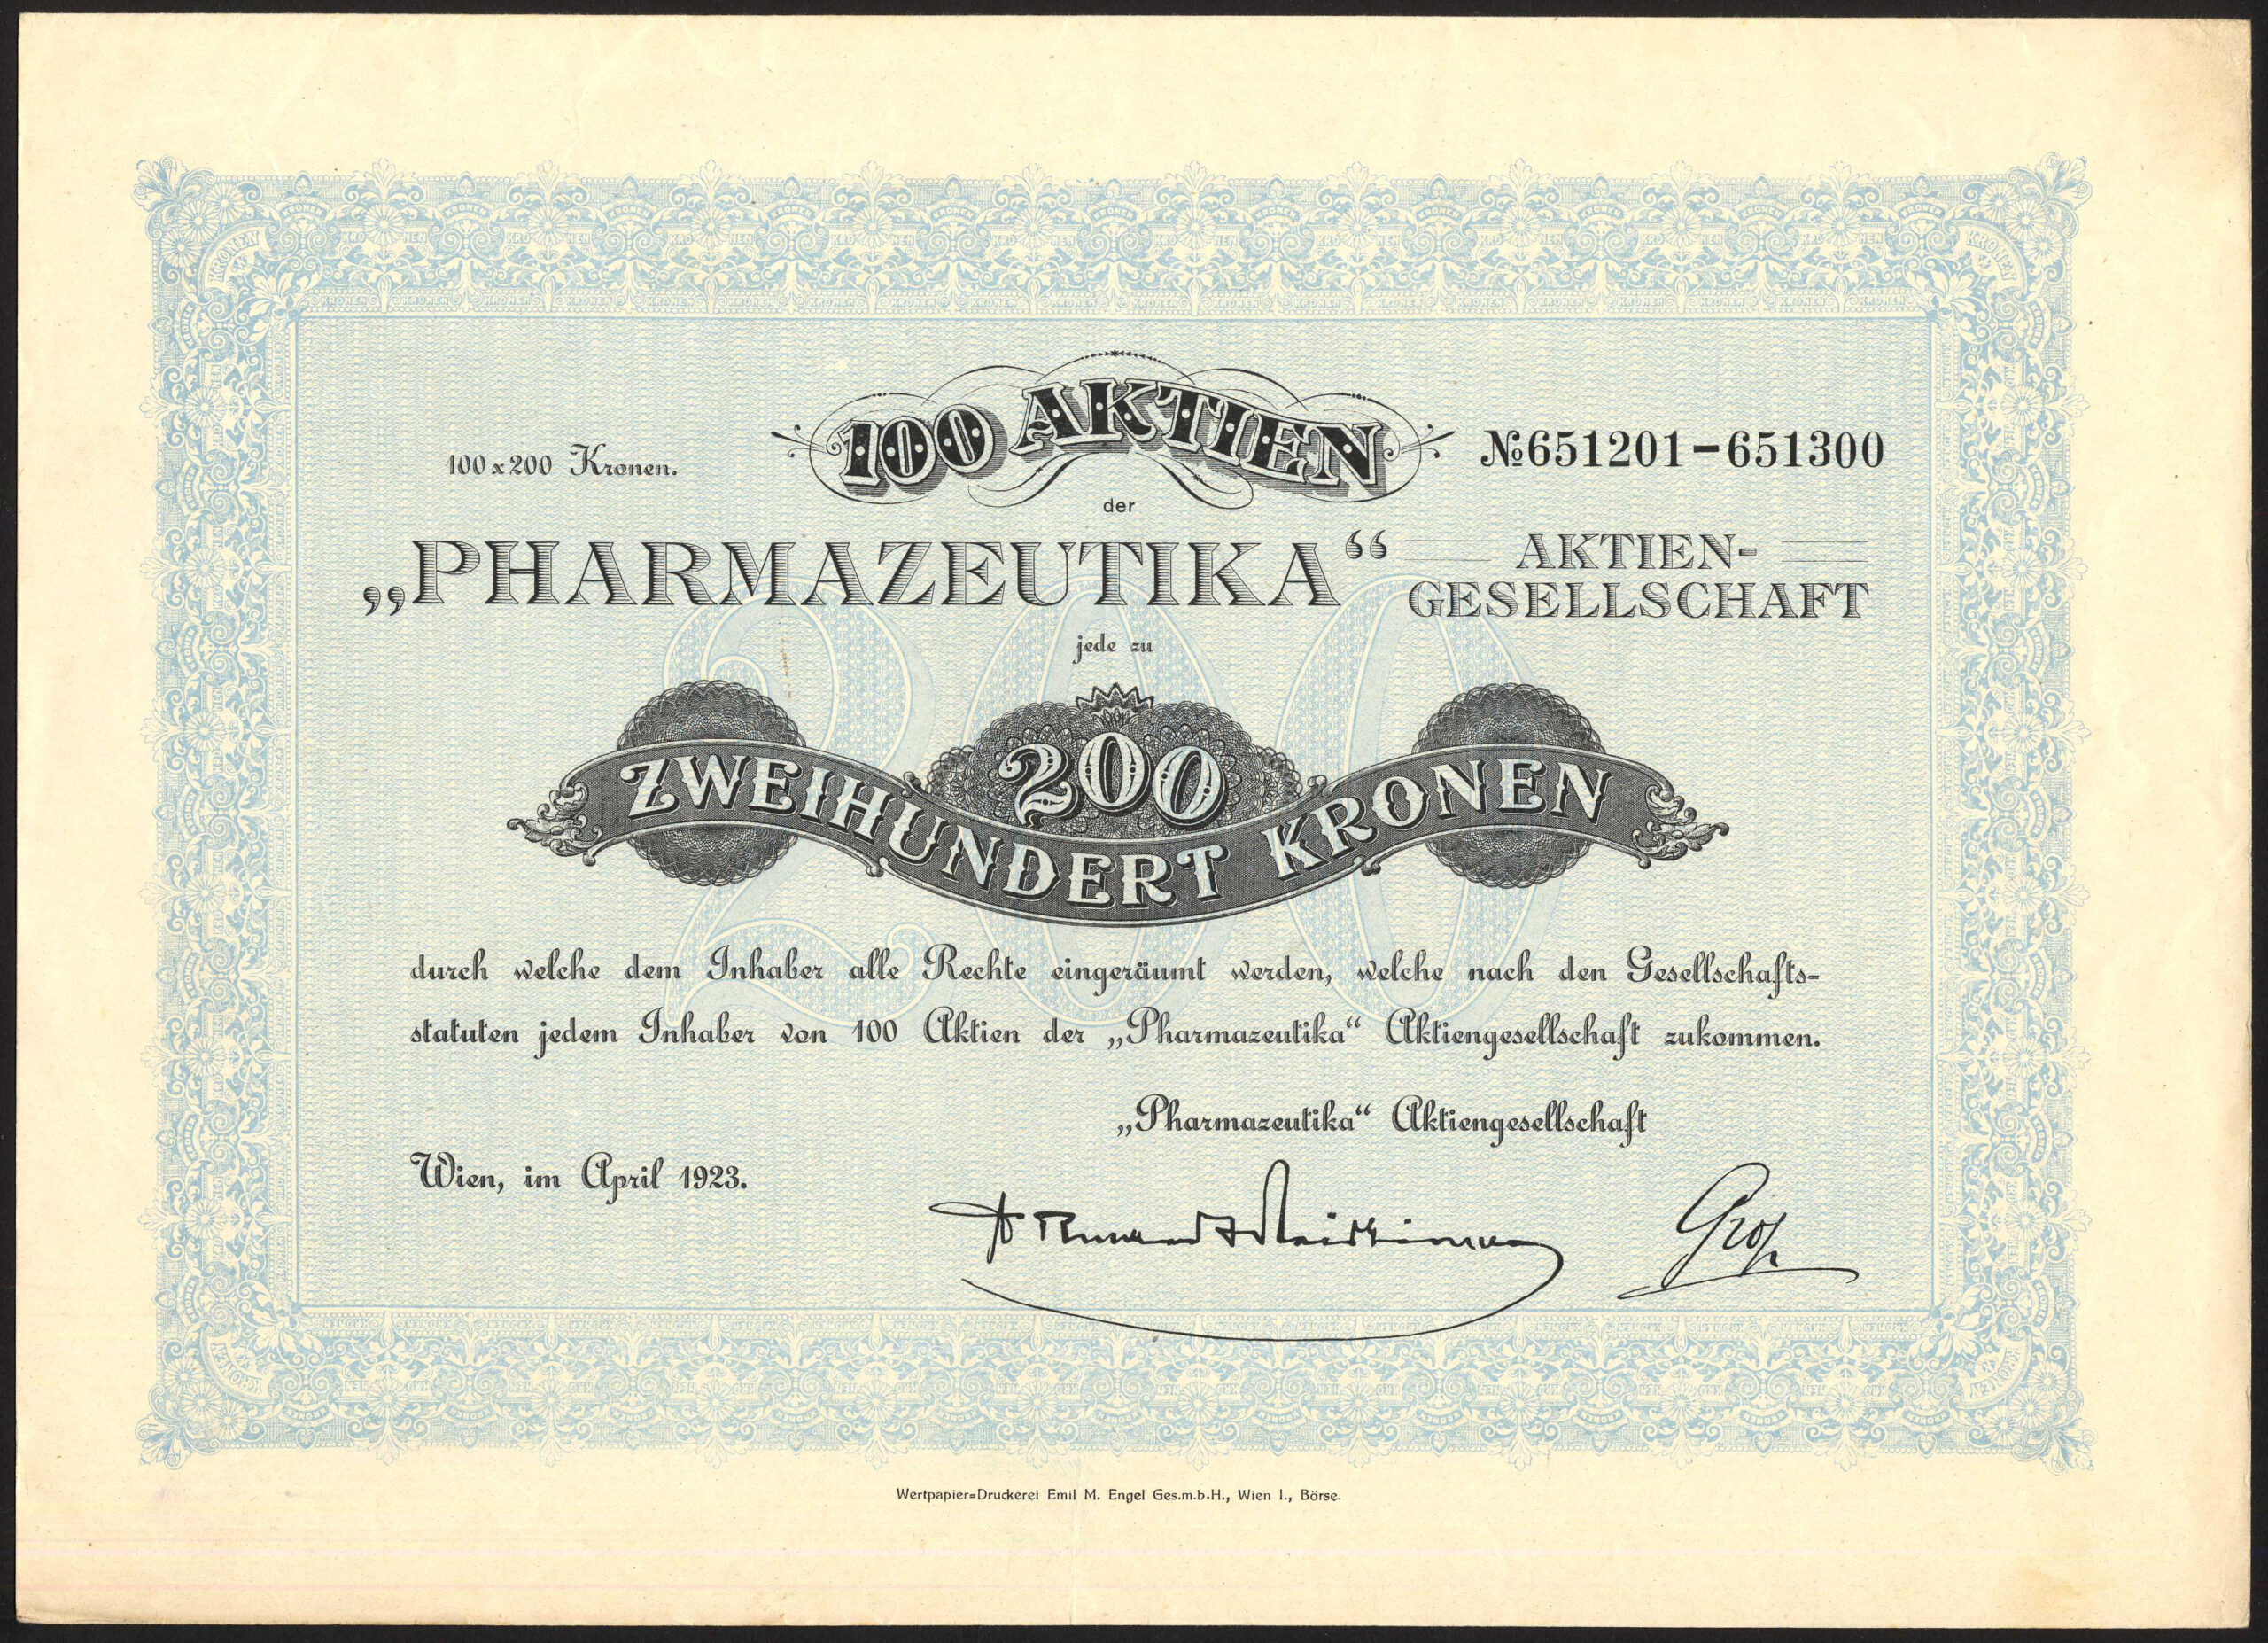 100 AKTIEN
100 x 200 Kronen.
№651201-651300
der
„PHARMAZEUTIKA“ AKTIEN-
GESELLSCHAFT
jede zu
200
ZWEIHUNDERT KRONEN
durch welche dem Inhaber alle Rechte eingeräumt werden, welche nach den Gesellschafts-
statuten jedem Inhaber von 100 Aktien der „Pharmazeutika“ Aktiengesellschaft zukommen.
„Pharmazeutika“ Aktiengesellschaft
Wien, im April 1923.
Wertpapier=Druckerei Emil M. Engel Ges.m.b.H., Wien I., Börse.